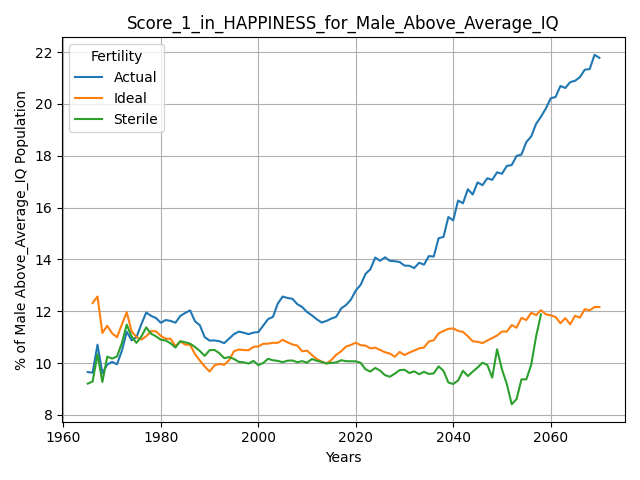 Score_1_in_HAPPINESS_for_Male_Above_Average_IQ
Fertility
Actual
Ideal
Sterile
% of Male Above_Average_IQ Population
22
20
18
16
14
12
10
8
1960 1980 2000 2020 2040 2060
Years